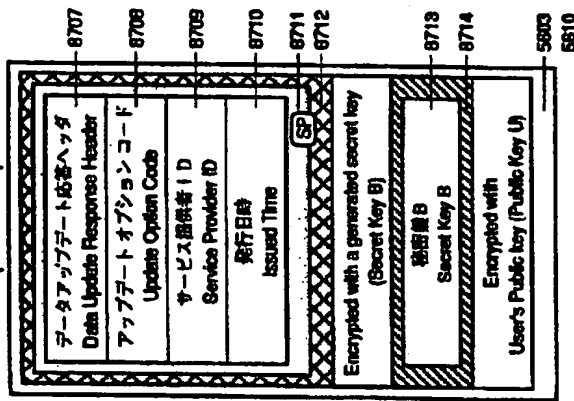 データアップデート応答ヘッダ
Data Update Response Header
アップデートオプションコード
Update Option Code
サービス提供者ID
Service Provider ID
発行日時
Issued Time
SP
Encrypted with a generated secret key
(Secret Key B)
秘密鍵B
Secret Key B
Encrypted with
User's Public key (Public Key U)
8707
8708
8709
8710
8711
8712
8713
8714
5803
5810